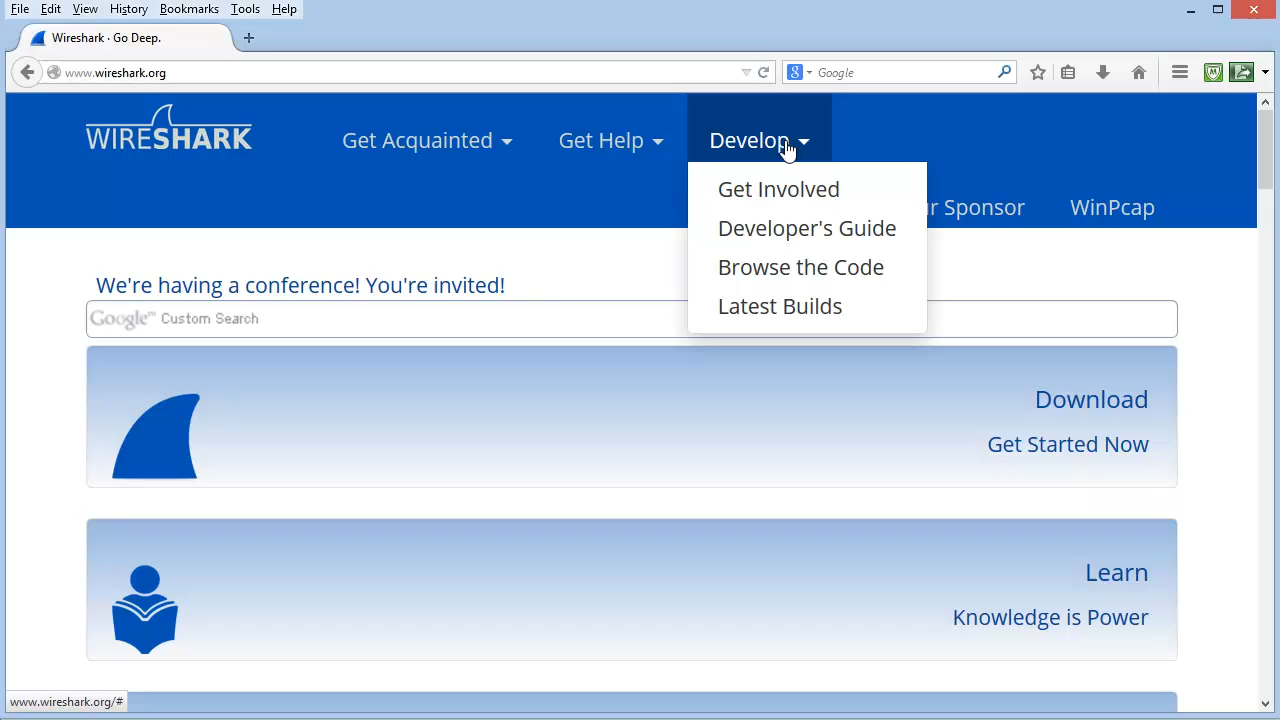 File Edit View History Bookmarks Tools Help
Wireshark · Go Deep.
www.wireshark.org
Google
WIRESHARK
Get Acquainted
Get Help
Develop
Get Involved
Developer's Guide
Browse the Code
Latest Builds
Sponsor
WinPcap
We're having a conference! You're invited!
Google™ Custom Search
Download
Get Started Now
Learn
Knowledge is Power
www.wireshark.org/#